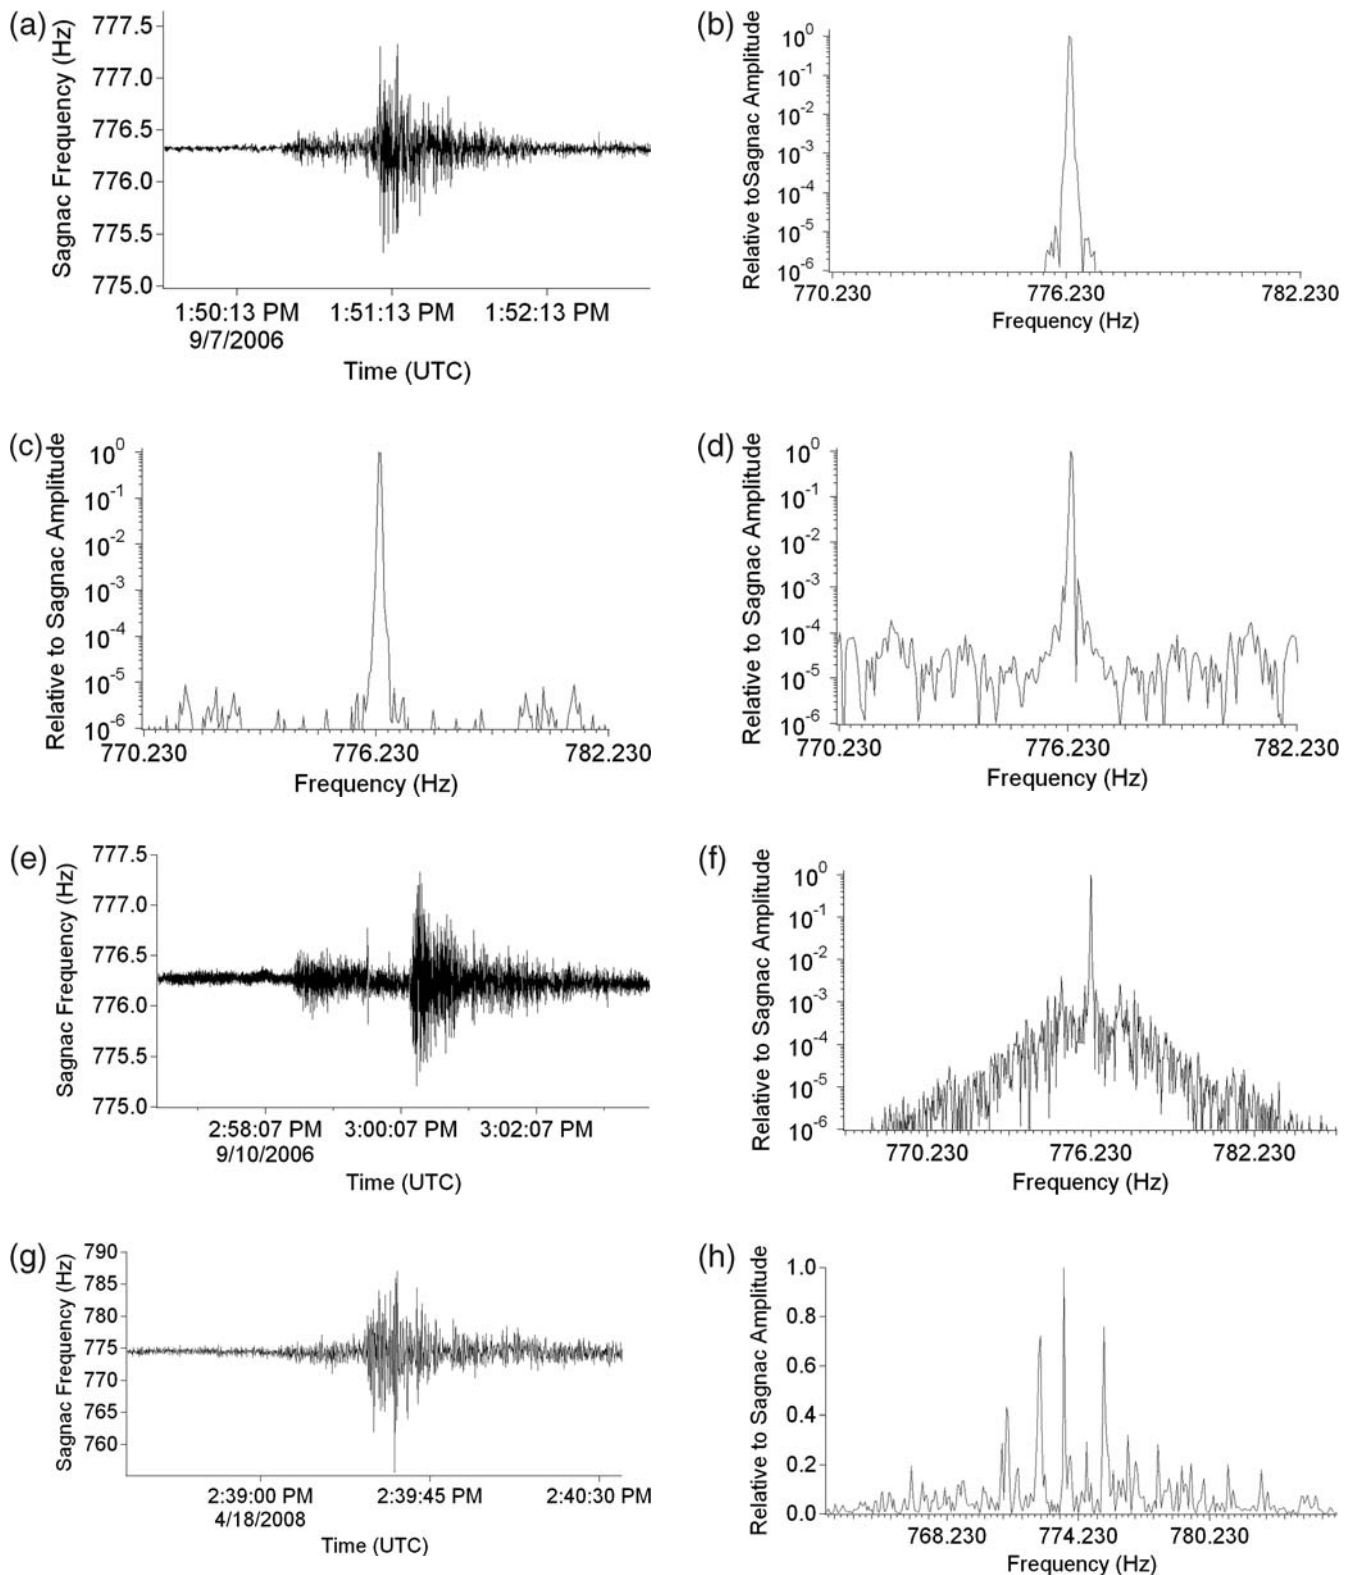 (a)
Sagnac Frequency (Hz)
777.5
777.0
776.5
776.0
775.5
775.0
1:50:13 PM 1:51:13 PM 1:52:13 PM
9/7/2006
Time (UTC)
(b)
Relative toSagnac Amplitude
10^0
10^-1
10^-2
10^-3
10^-4
10^-5
10^-6
770.230 776.230 782.230
Frequency (Hz)
(c)
Relative to Sagnac Amplitude
10^0
10^-1
10^-2
10^-3
10^-4
10^-5
10^-6
770.230 776.230 782.230
Frequency (Hz)
(d)
Relative to Sagnac Amplitude
10^0
10^-1
10^-2
10^-3
10^-4
10^-5
10^-6
770.230 776.230 782.230
Frequency (Hz)
(e)
Sagnac Frequency (Hz)
777.5
777.0
776.5
776.0
775.5
775.0
2:58:07 PM 3:00:07 PM 3:02:07 PM
9/10/2006
Time (UTC)
(f)
Relative to Sagnac Amplitude
10^0
10^-1
10^-2
10^-3
10^-4
10^-5
10^-6
770.230 776.230 782.230
Frequency (Hz)
(g)
Sagnac Frequency (Hz)
790
785
780
775
770
765
760
2:39:00 PM 2:39:45 PM 2:40:30 PM
4/18/2008
Time (UTC)
(h)
Relative to Sagnac Amplitude
1.0
0.8
0.6
0.4
0.2
0.0
768.230 774.230 780.230
Frequency (Hz)